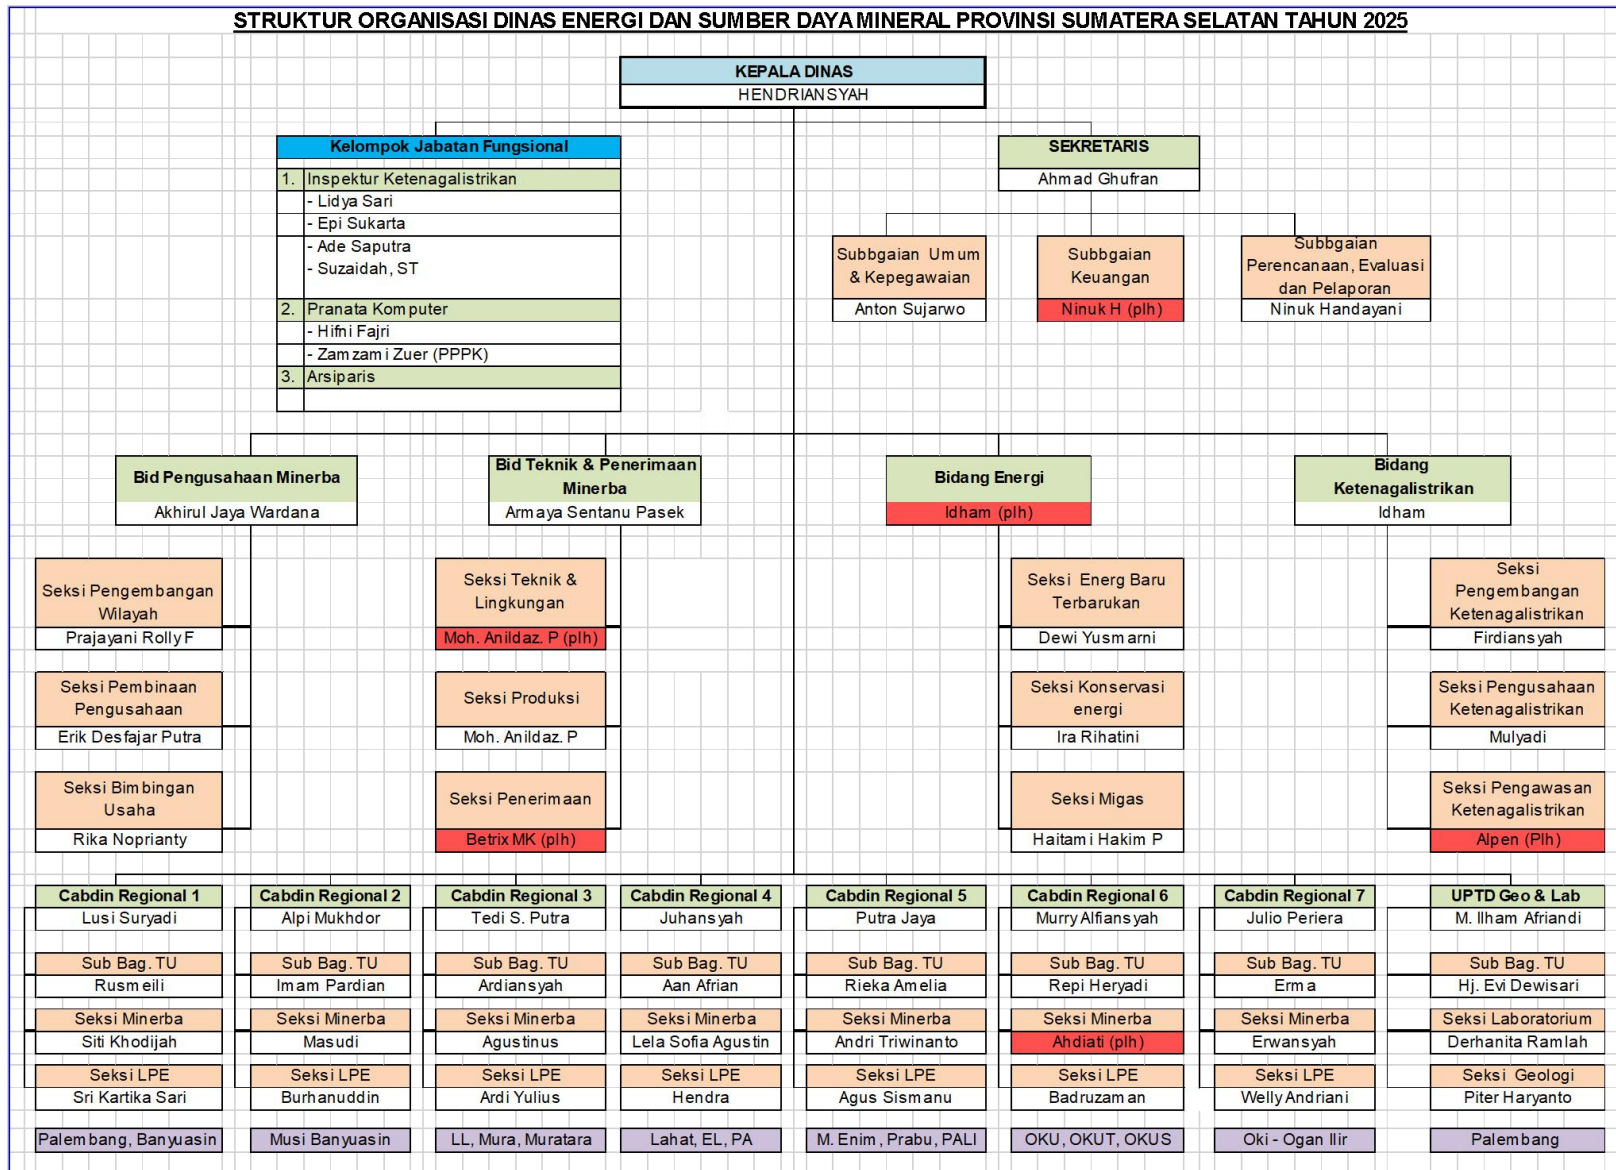 STRUKTUR ORGANISASI DINAS ENERGI DAN SUMBER DAYA MINERAL PROVINSI SUMATERA SELATAN TAHUN 2025
KEPALA DINAS
HENDRIANSYAH
Kelompok Jabatan Fungsional
1. Inspektur Ketenagalistrikan
- Lidya Sari
- Epi Sukarta
- Ade Saputra
- Suzaidah, ST
2. Pranata Komputer
- Hifni Fajri
- Zamzami Zuer (PPPK)
3. Arsiparis
SEKRETARIS
Ahmad Ghufran
Subbgaian Umum
& Kepegawaian
Anton Sujarwo
Subbgaian
Keuangan
Ninuk H (plh)
Subbgaian
Perencanaan, Evaluasi
dan Pelaporan
Ninuk Handayani
Bid Pengusahaan Minerba
Akhirul Jaya Wardana
Bid Teknik & Penerimaan
Minerba
Armaya Sentanu Pasek
Bidang Energi
Idham (plh)
Bidang
Ketenagalistrikan
Idham
Seksi Pengembangan
Wilayah
Prajayani Rolly F
Seksi Teknik &
Lingkungan
Moh. Anildaz. P (plh)
Seksi Energ Baru
Terbarukan
Dewi Yusmarni
Seksi
Pengembangan
Ketenagalistrikan
Firdiansyah
Seksi Pembinaan
Pengusahaan
Erik Desfajar Putra
Seksi Produksi
Moh. Anildaz. P
Seksi Konservasi
energi
Ira Rihatini
Seksi Pengusahaan
Ketenagalistrikan
Mulyadi
Seksi Bimbingan
Usaha
Rika Noprianty
Seksi Penerimaan
Betrix MK (plh)
Seksi Migas
Haitami Hakim P
Seksi Pengawasan
Ketenagalistrikan
Alpen (Plh)
Cabdin Regional 1
Lusi Suryadi
Sub Bag. TU
Rusmeili
Seksi Minerba
Siti Khodijah
Seksi LPE
Sri Kartika Sari
Palembang, Banyuasin
Cabdin Regional 2
Alpi Mukhdor
Sub Bag. TU
Imam Pardian
Seksi Minerba
Masudi
Seksi LPE
Burhanuddin
Musi Banyuasin
Cabdin Regional 3
Tedi S. Putra
Sub Bag. TU
Ardiansyah
Seksi Minerba
Agustinus
Seksi LPE
Ardi Yulius
LL, Mura, Muratara
Cabdin Regional 4
Juhansyah
Sub Bag. TU
Aan Afrian
Seksi Minerba
Lela Sofia Agustin
Seksi LPE
Hendra
Lahat, EL, PA
Cabdin Regional 5
Putra Jaya
Sub Bag. TU
Rieka Amelia
Seksi Minerba
Andri Triwinanto
Seksi LPE
Agus Sismanu
M. Enim, Prabu, PALI
Cabdin Regional 6
Murry Alfiansyah
Sub Bag. TU
Repi Heryadi
Seksi Minerba
Ahdiati (plh)
Seksi LPE
Badruzaman
OKU, OKUT, OKUS
Cabdin Regional 7
Julio Periera
Sub Bag. TU
Erma
Seksi Minerba
Erwansyah
Seksi LPE
Welly Andriani
Oki - Ogan Ilir
UPTD Geo & Lab
M. Ilham Afriandi
Sub Bag. TU
Hj. Evi Dewisari
Seksi Laboratorium
Derhanita Ramlah
Seksi Geologi
Piter Haryanto
Palembang